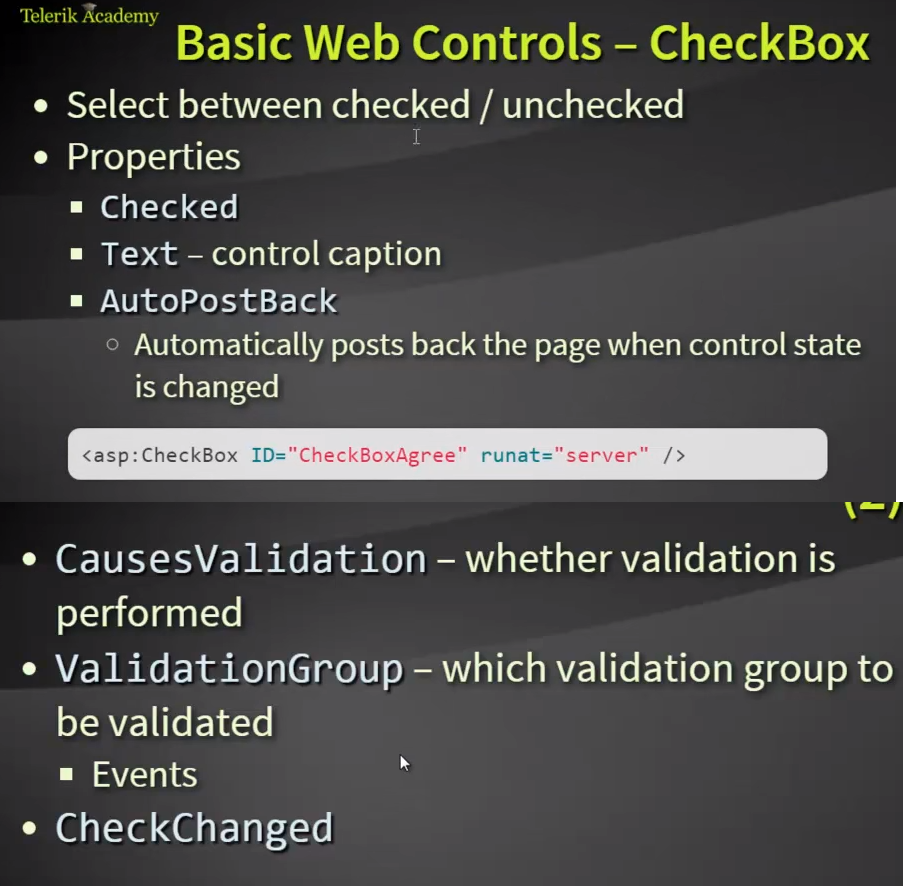 Telerik Academy
Basic Web Controls – CheckBox
• Select between checked / unchecked
• Properties
▪ Checked
▪ Text – control caption
▪ AutoPostBack
○ Automatically posts back the page when control state
is changed
<asp:CheckBox ID="CheckBoxAgree" runat="server" />
(2)
• CausesValidation – whether validation is
performed
• ValidationGroup – which validation group to
be validated
▪ Events
• CheckChanged